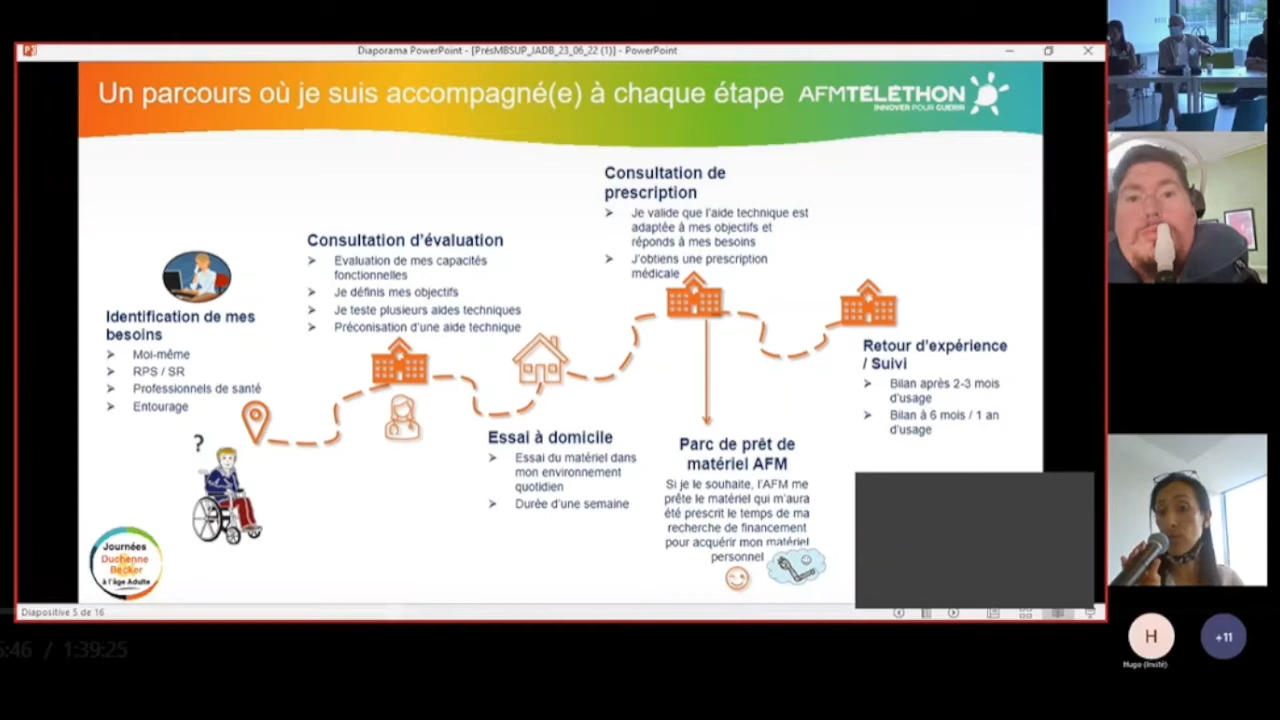 Diaporama PowerPoint - [PrésMBSUP_JADB_23_06_22 (1)] - PowerPoint
Un parcours où je suis accompagné(e) à chaque étape
AFMTÉLÉTHON
INNOVER POUR GUÉRIR
Consultation de
prescription
➤ Je valide que l'aide technique est
adaptée à mes objectifs et
réponds à mes besoins
➤ J'obtiens une prescription
médicale
Consultation d'évaluation
➤ Evaluation de mes capacités
fonctionnelles
➤ Je définis mes objectifs
➤ Je teste plusieurs aides techniques
➤ Préconisation d'une aide technique
Identification de mes
besoins
➤ Moi-même
➤ RPS / SR
➤ Professionnels de santé
➤ Entourage
?
Retour d'expérience
/ Suivi
➤ Bilan après 2-3 mois
d'usage
➤ Bilan à 6 mois / 1 an
d'usage
Essai à domicile
➤ Essai du matériel dans
mon environnement
quotidien
➤ Durée d'une semaine
Parc de prêt de
matériel AFM
Si je le souhaite, l'AFM me
prête le matériel qui m'aura
été prescrit le temps de ma
recherche de financement
pour acquérir mon matériel
personnel
Journées
Duchenne
Becker
à l'âge Adulte
Diapositive 5 de 16
5:46 / 1:39:25
H
+11
Hugo (Invité)